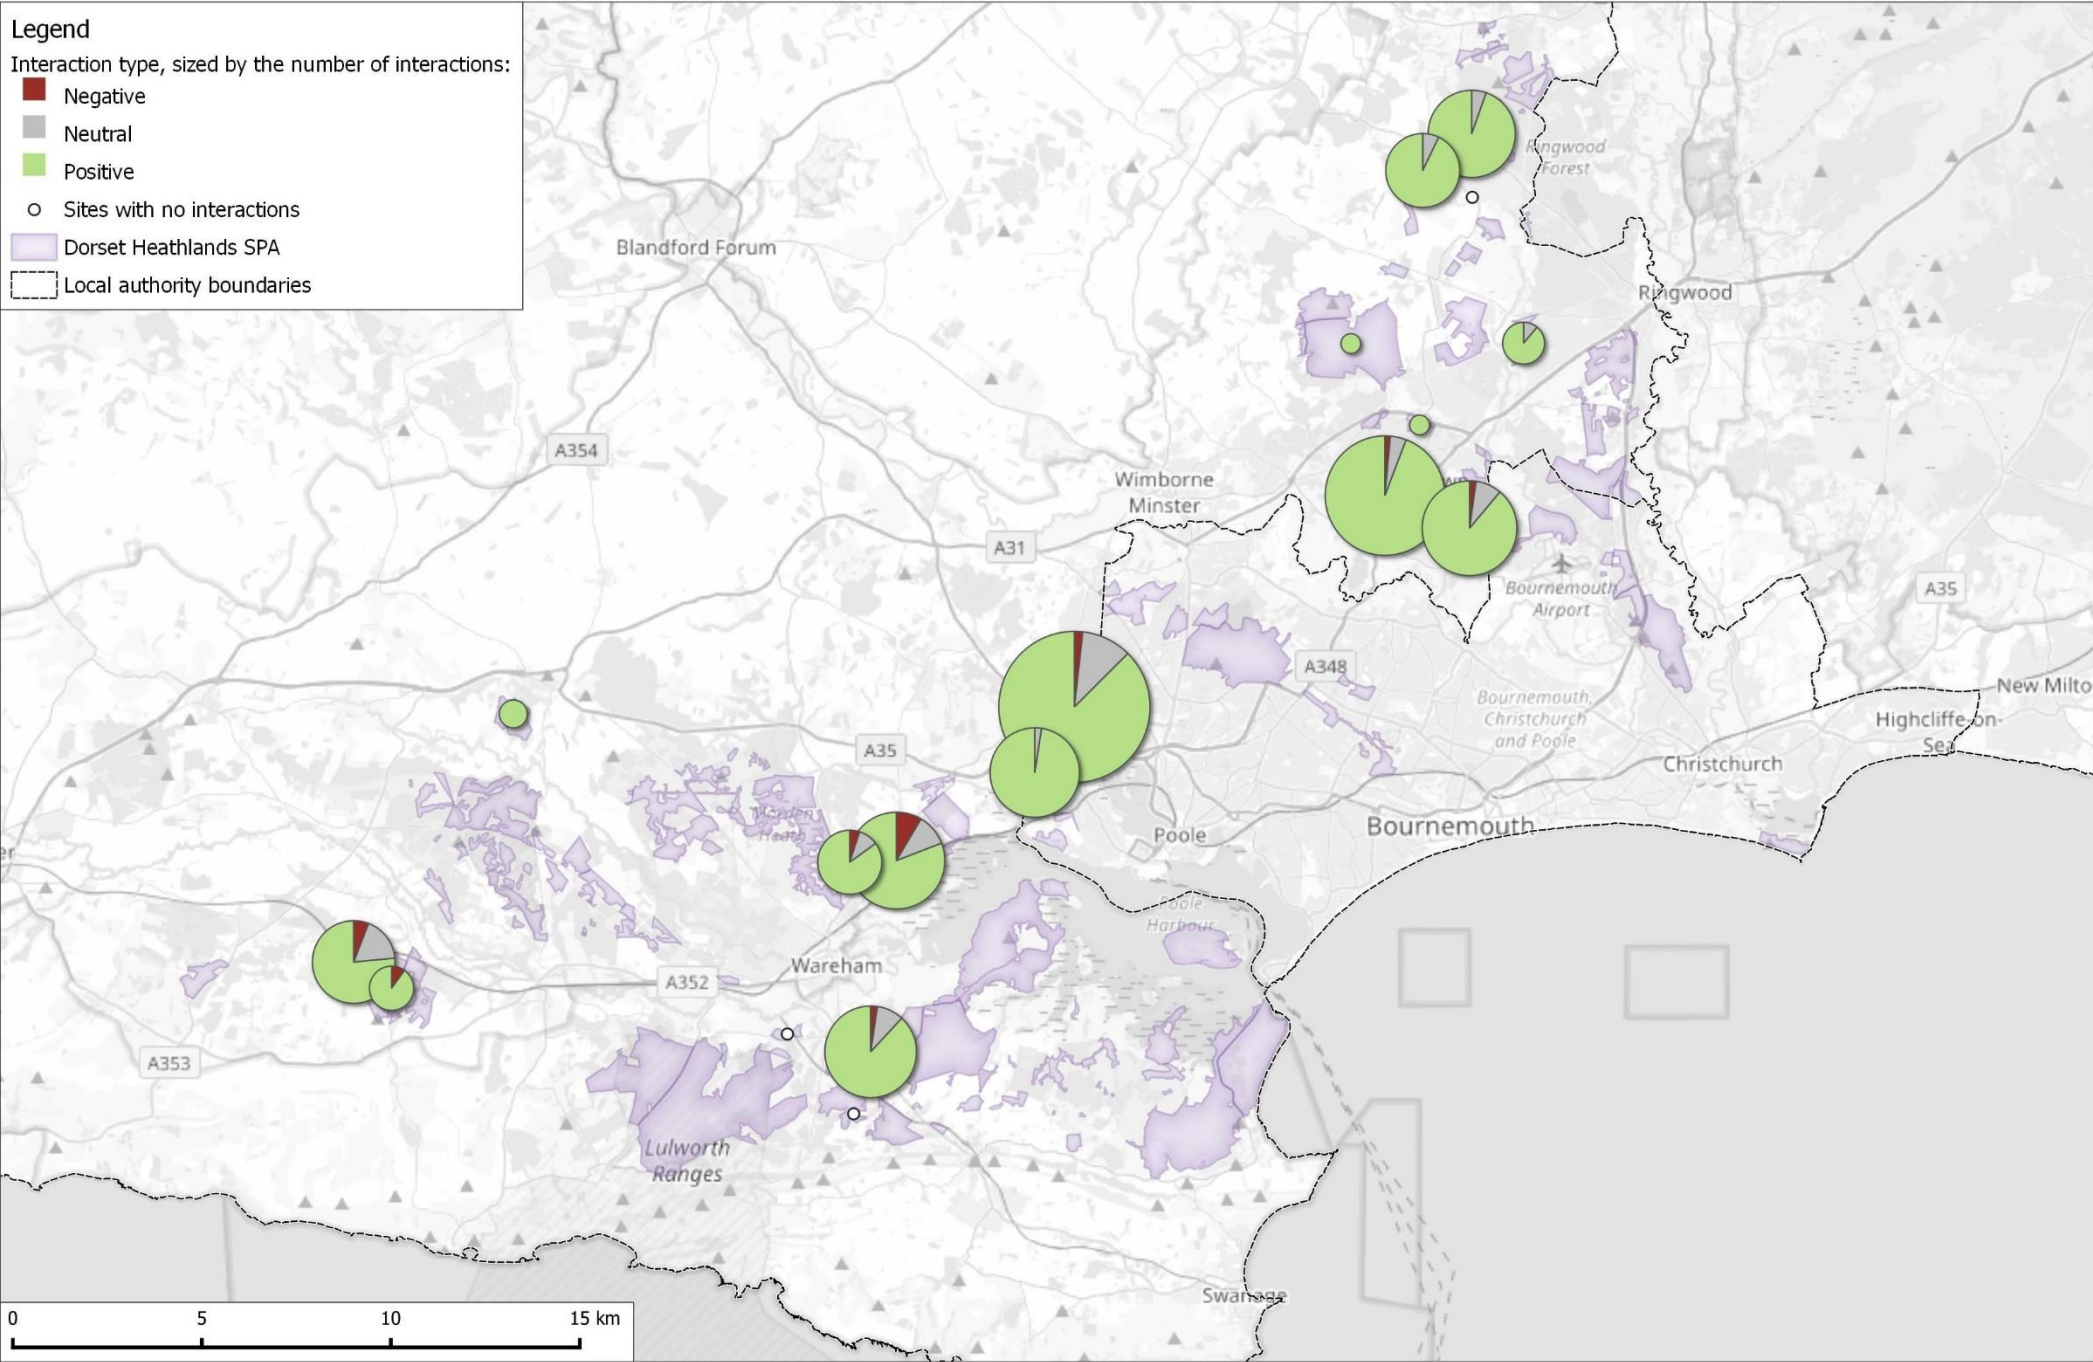 Legend
Interaction type, sized by the number of interactions:
Negative
Neutral
Positive
Sites with no interactions
Dorset Heathlands SPA
Local authority boundaries
Ringwood
Forest
Blandford Forum
Ringwood
A354
Wimborne
Minster
A31
Bournemouth
Airport
A35
A348
New Milto
Bournemouth,
Christchurch
and Poole
Highcliffe-on-
Sea
A35
Christchurch
Morden
Heath
Poole
Bournemouth
er
Poole
Harbour
Wareham
A352
A353
Lulworth
Ranges
Swanage
0 5 10 15 km